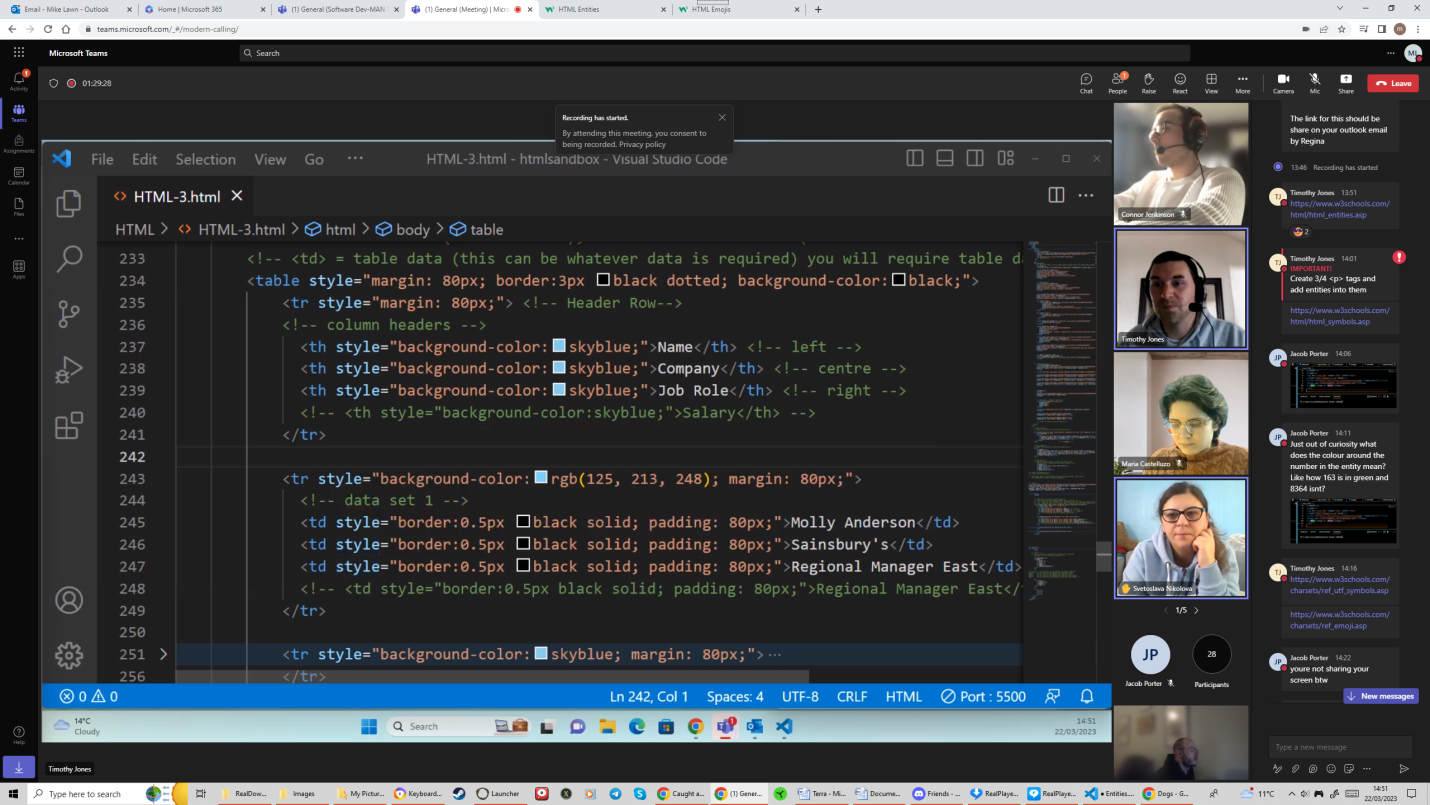 Email - Mike Lawn - Outlook
Home | Microsoft 365
(1) General (Software Dev-MAN
(1) General (Meeting) | Micro
HTML Entities
HTML Emojis
teams.microsoft.com/_#/modern-calling/
Microsoft Teams
Search
ML
01:29:28
Chat
People
Raise
React
View
More
Camera
Mic
Share
Leave
Activity
Teams
Assignments
Calendar
Files
Apps
Help
Recording has started.
By attending this meeting, you consent to
being recorded. Privacy policy
File Edit Selection View Go ···
HTML-3.html - htmlsandbox - Visual Studio Code
HTML-3.html
HTML > HTML-3.html > html > body > table
233 <!-- <td> = table data (this can be whatever data is required) you will require table d
234 <table style="margin: 80px; border:3px black dotted; background-color: black;">
235 <tr style="margin: 80px;"> <!-- Header Row-->
236 <!-- column headers -->
237 <th style="background-color: skyblue;">Name</th> <!-- left -->
238 <th style="background-color: skyblue;">Company</th> <!-- centre -->
239 <th style="background-color: skyblue;">Job Role</th> <!-- right -->
240 <!-- <th style="background-color:skyblue;">Salary</th> -->
241 </tr>
242
243 <tr style="background-color: rgb(125, 213, 248); margin: 80px;">
244 <!-- data set 1 -->
245 <td style="border:0.5px black solid; padding: 80px;">Molly Anderson</td>
246 <td style="border:0.5px black solid; padding: 80px;">Sainsbury's</td>
247 <td style="border:0.5px black solid; padding: 80px;">Regional Manager East</td>
248 <!-- <td style="border:0.5px black solid; padding: 80px;">Regional Manager East</
249 </tr>
250
251 <tr style="background-color: skyblue; margin: 80px;">···
256 </tr>
0 0
Ln 242, Col 1
Spaces: 4
UTF-8
CRLF
HTML
Port : 5500
14°C
Cloudy
Search
14:51
22/03/2023
Timothy Jones
Connor Jenkinson
Timothy Jones
Maria Castelluzo
Svetoslava Nikolova
1/5
JP
Jacob Porter
28
Participants
The link for this should be
share on your outlook email
by Regina
13:46 Recording has started
TJ
Timothy Jones 13:51
https://www.w3schools.com/
html/html_entities.asp
2
TJ
Timothy Jones 14:01
IMPORTANT!
Create 3/4 <p> tags and
add entities into them
https://www.w3schools.com/
html/html_symbols.asp
JP
Jacob Porter 14:06
JP
Jacob Porter 14:11
Just out of curiosity what
does the colour around the
number in the entity mean?
Like how 163 is in green and
8364 isnt?
TJ
Timothy Jones 14:16
https://www.w3schools.com/
charsets/ref_utf_symbols.asp
https://www.w3schools.com/
charsets/ref_emoji.asp
JP
Jacob Porter 14:22
youre not sharing your
screen btw
New messages
Type a new message
Type here to search
RealDow...
Images
My Pictur...
Keyboard...
Launcher
Caught a...
(1) Gener...
Terra - Mi...
Docume...
Friends - ...
RealPlaye...
RealPlaye...
Entities...
Dogs - G...
11°C
14:51
22/03/2023